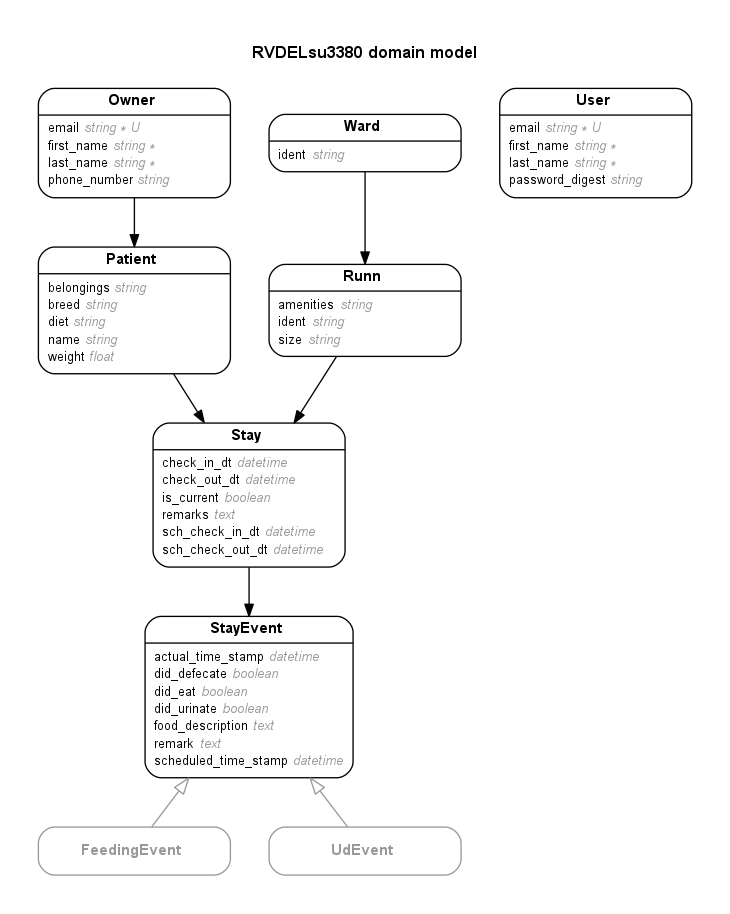 RVDELsu3380 domain model
Owner
email string * U
first_name string *
last_name string *
phone_number string
Ward
ident string
User
email string * U
first_name string *
last_name string *
password_digest string
Patient
belongings string
breed string
diet string
name string
weight float
Runn
amenities string
ident string
size string
Stay
check_in_dt datetime
check_out_dt datetime
is_current boolean
remarks text
sch_check_in_dt datetime
sch_check_out_dt datetime
StayEvent
actual_time_stamp datetime
did_defecate boolean
did_eat boolean
did_urinate boolean
food_description text
remark text
scheduled_time_stamp datetime
FeedingEvent
UdEvent